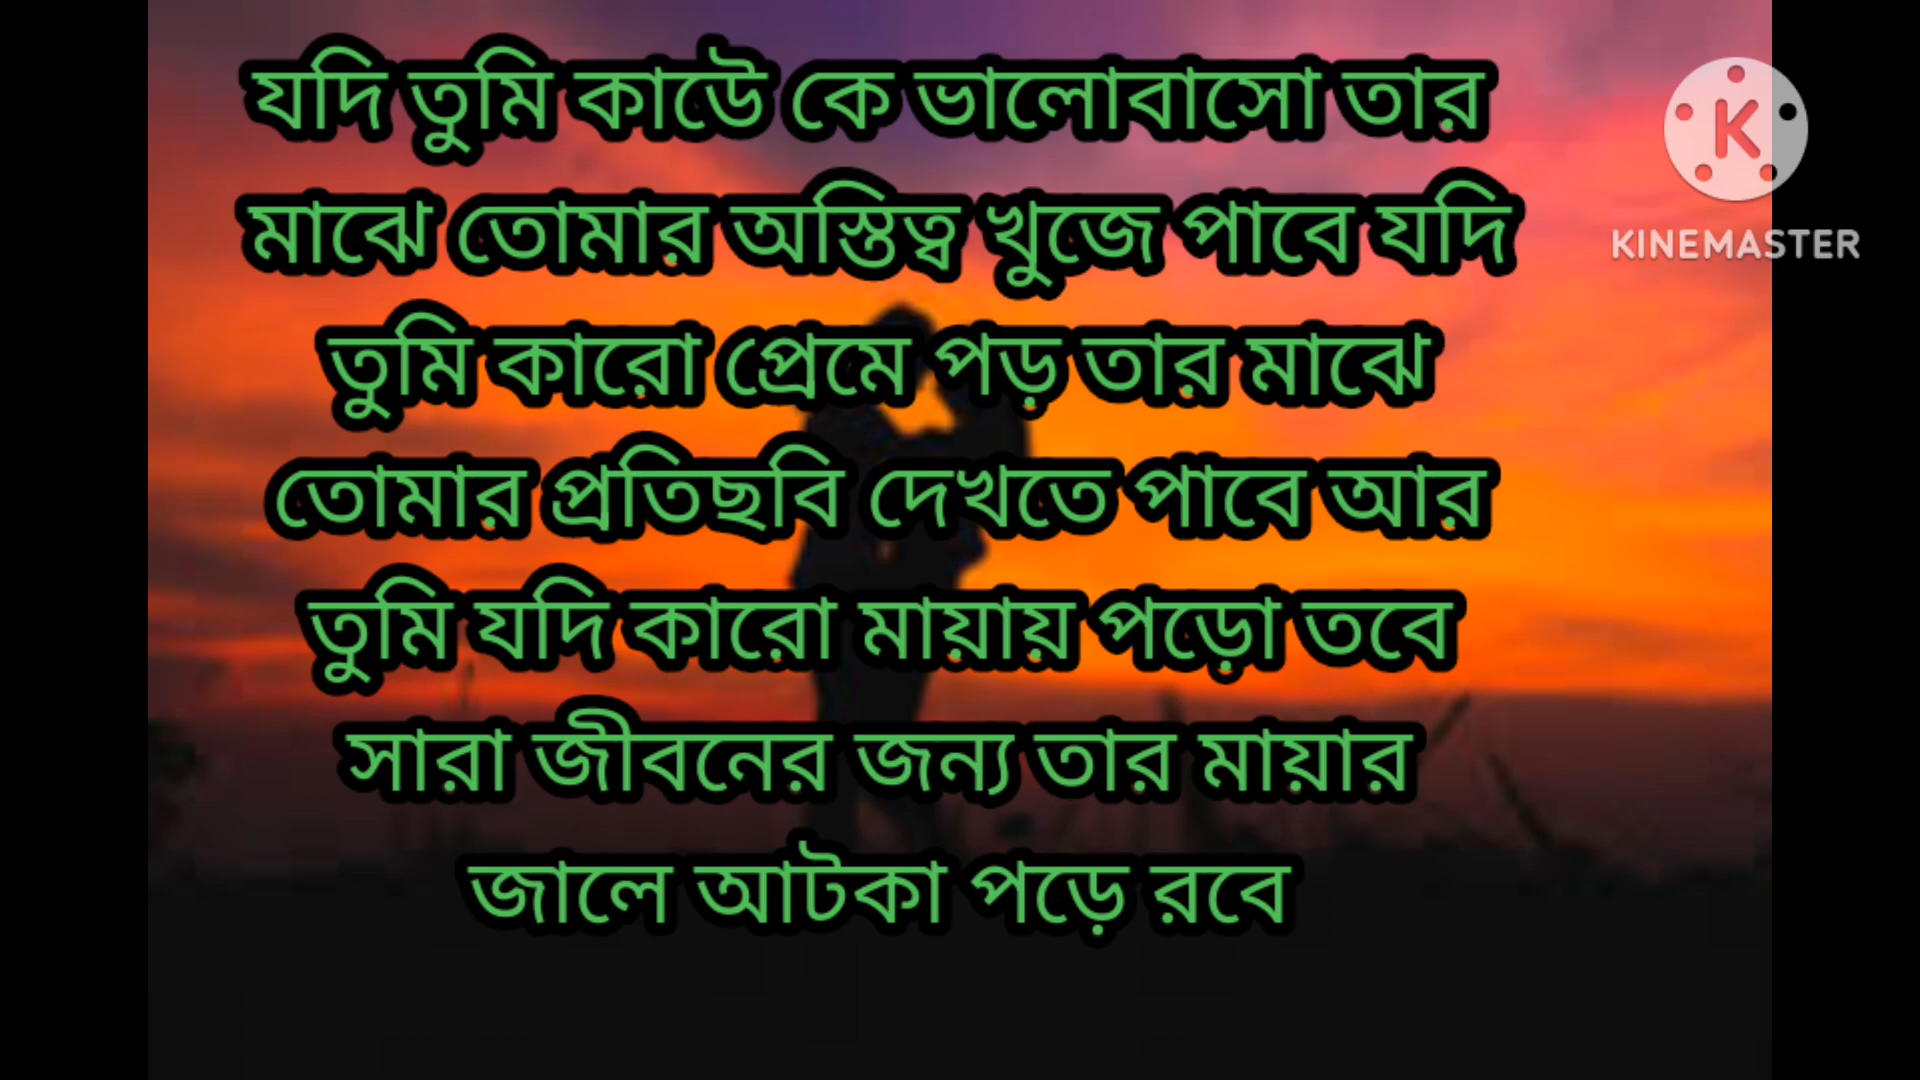 যদি তুমি কাউে কে ভালোবাসো তার
মাঝে তোমার অস্তিত্ব খুজে পাবে যদি
তুমি কারো প্রেমে পড় তার মাঝে
তোমার প্রতিছবি দেখতে পাবে আর
তুমি যদি কারো মায়ায় পড়ো তবে
সারা জীবনের জন্য তার মায়ার
জালে আটকা পড়ে রবে
K
KINEMASTER